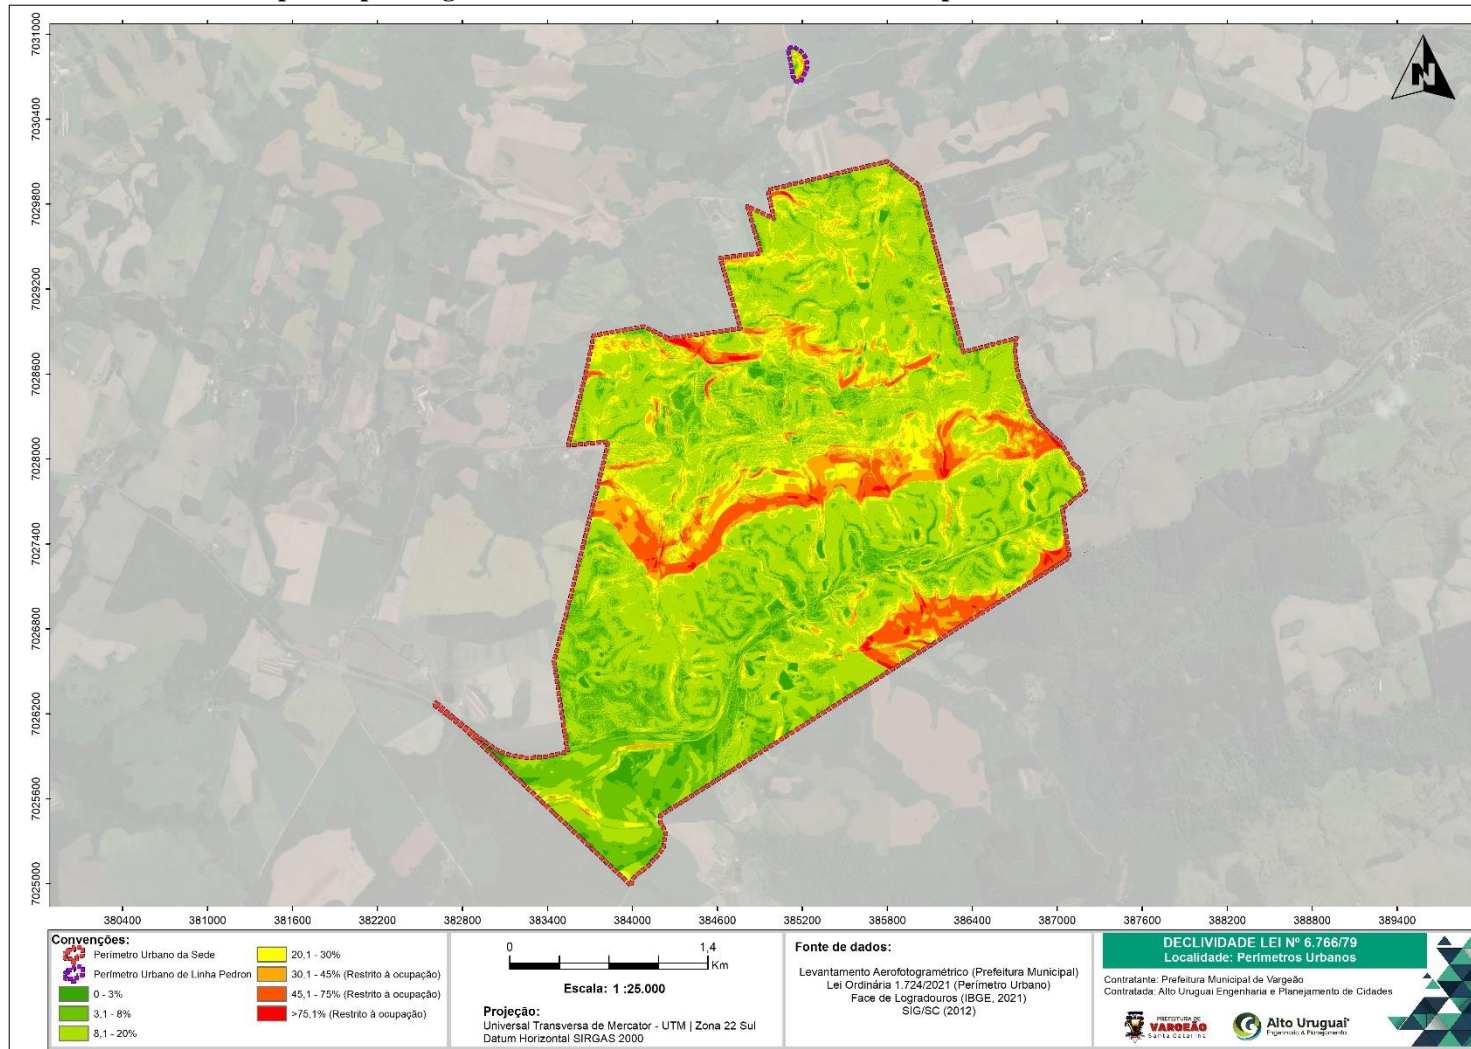 N
7031000
7030400
7029800
7029200
7028600
7028000
7027400
7026800
7026200
7025600
7025000
380400 381000 381600 382200 382800 383400 384000 384600 385200 385800 386400 387000 387600 388200 388800 389400
Convenções:
Perímetro Urbano da Sede
Perímetro Urbano de Linha Pedron
0 - 3%
3,1 - 8%
8,1 - 20%
20,1 - 30%
30,1 - 45% (Restrito à ocupação)
45,1 - 75% (Restrito à ocupação)
>75,1% (Restrito à ocupação)
0 1,4
Km
Escala: 1 :25.000
Projeção:
Universal Transversa de Mercator - UTM | Zona 22 Sul
Datum Horizontal SIRGAS 2000
Fonte de dados:
Levantamento Aerofotogramétrico (Prefeitura Municipal)
Lei Ordinária 1.724/2021 (Perímetro Urbano)
Face de Logradouros (IBGE, 2021)
SIG/SC (2012)
DECLIVIDADE LEI Nº 6.766/79
Localidade: Perímetros Urbanos
Contratante: Prefeitura Municipal de Vargeão
Contratada: Alto Uruguai Engenharia e Planejamento de Cidades
PREFEITURA DE
VARGEÃO
Santa Catarina
Alto Uruguai
Engenharia & Planejamento